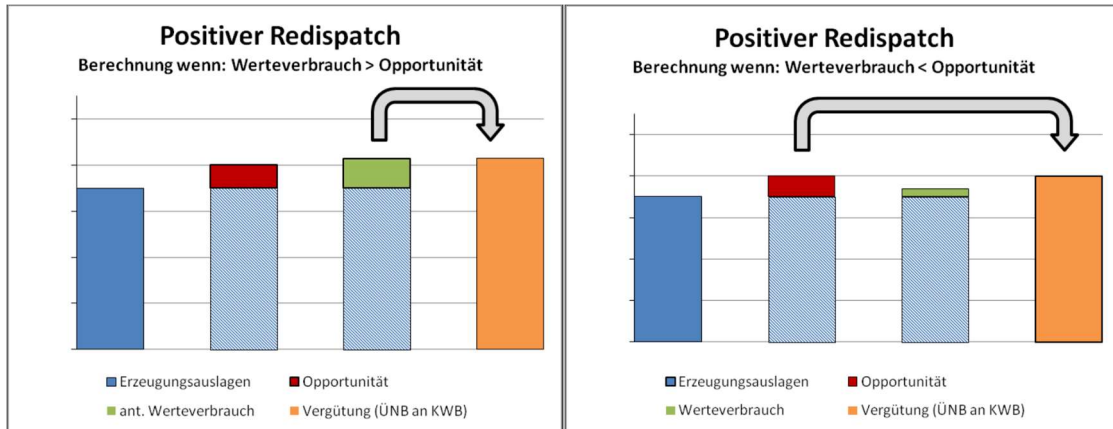 Positiver Redispatch
Berechnung wenn: Werteverbrauch > Opportunität
Erzeugungsauslagen
Opportunität
ant. Werteverbrauch
Vergütung (ÜNB an KWB)
Positiver Redispatch
Berechnung wenn: Werteverbrauch < Opportunität
Erzeugungsauslagen
Opportunität
Werteverbrauch
Vergütung (ÜNB an KWB)